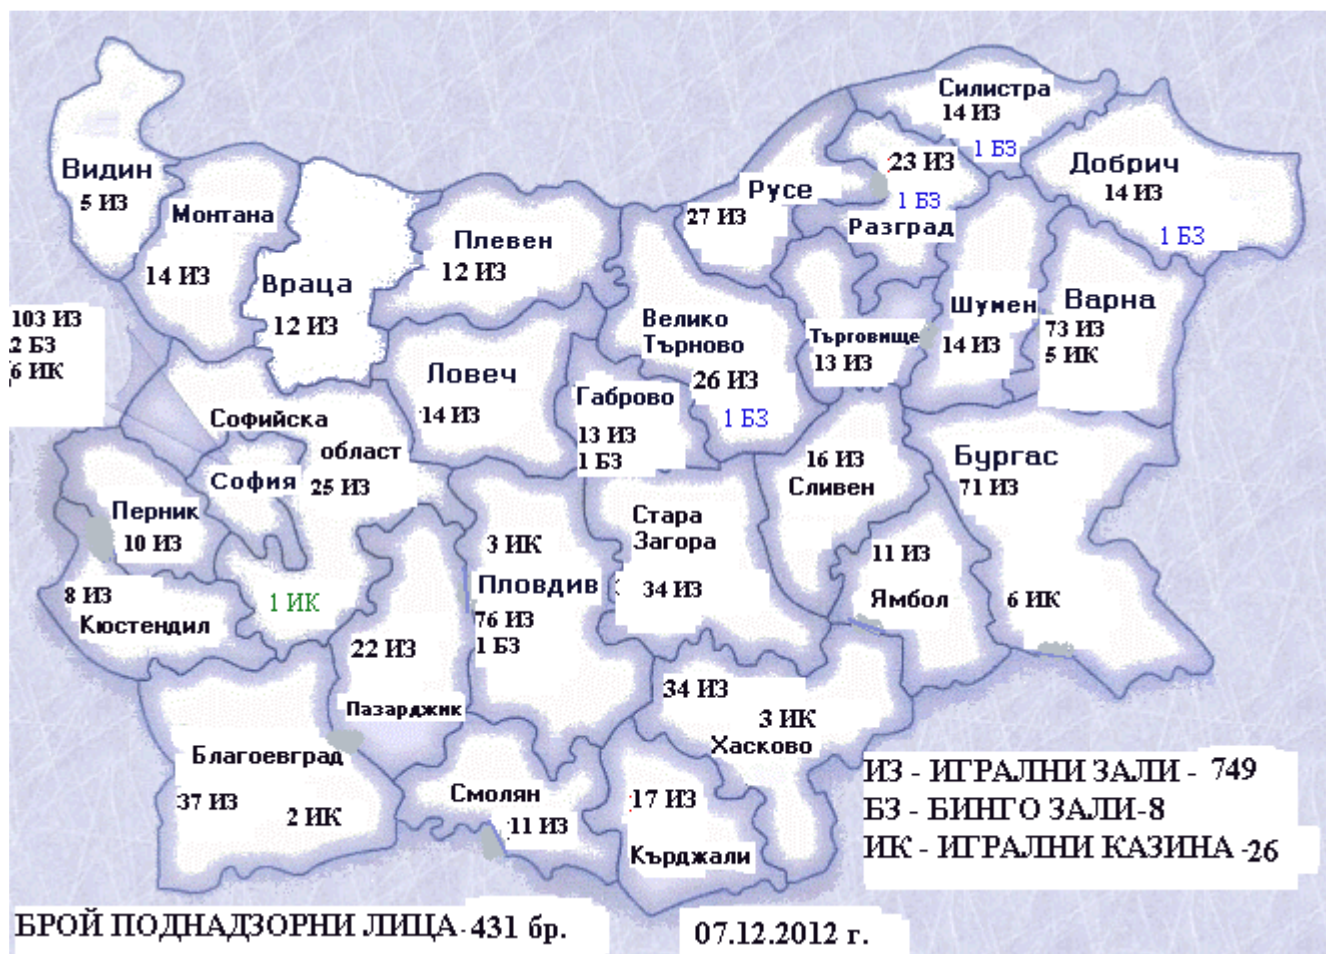 Видин
5 ИЗ
Монтана
14 ИЗ
Враца
12 ИЗ
Плевен
12 ИЗ
Ловеч
14 ИЗ
Велико
Търново
26 ИЗ
1 БЗ
Габрово
13 ИЗ
1 БЗ
Русе
27 ИЗ
Силистра
14 ИЗ
1 БЗ
23 ИЗ
1 БЗ
Разград
Добрич
14 ИЗ
1 БЗ
Търговище
13 ИЗ
Шумен
14 ИЗ
Варна
73 ИЗ
5 ИК
103 ИЗ
2 БЗ
6 ИК
Софийска
област
25 ИЗ
1 ИК
София
Перник
10 ИЗ
8 ИЗ
Кюстендил
22 ИЗ
Пазарджик
3 ИК
Пловдив
76 ИЗ
1 БЗ
Стара
Загора
34 ИЗ
16 ИЗ
Сливен
11 ИЗ
Ямбол
Бургас
71 ИЗ
6 ИК
Благоевград
37 ИЗ
2 ИК
Смолян
11 ИЗ
17 ИЗ
Кърджали
34 ИЗ
3 ИК
Хасково
ИЗ - ИГРАЛНИ ЗАЛИ - 749
БЗ - БИНГО ЗАЛИ-8
ИК - ИГРАЛНИ КАЗИНА -26
БРОЙ ПОДНАДЗОРНИ ЛИЦА- 431 бр.
07.12.2012 г.